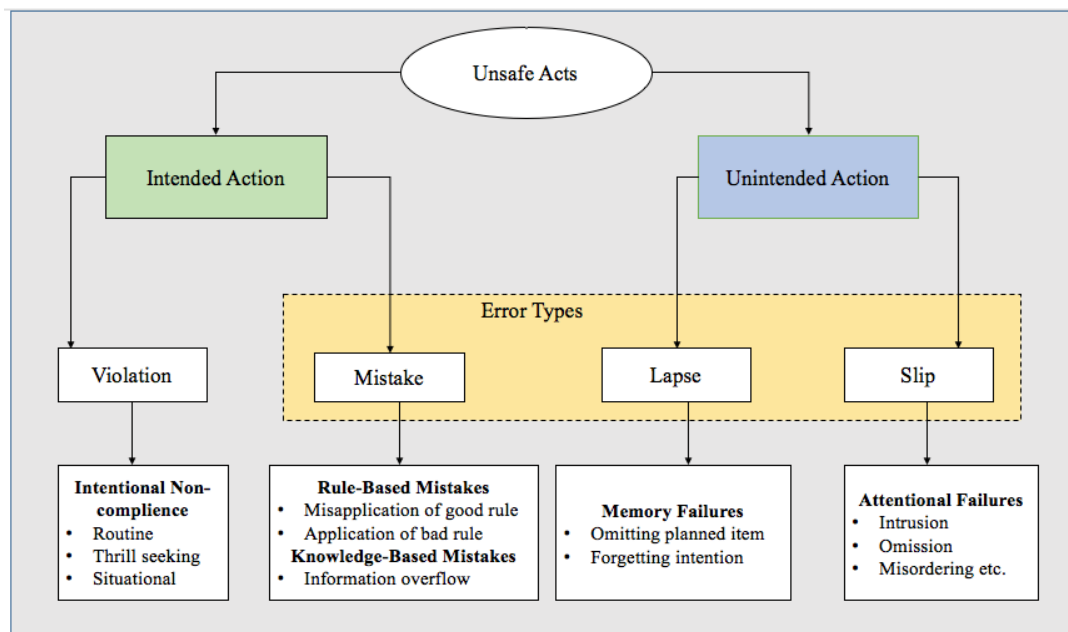 Unsafe Acts
Intended Action
Unintended Action
Error Types
Violation
Mistake
Lapse
Slip
Intentional Non-
complience
• Routine
• Thrill seeking
• Situational
Rule-Based Mistakes
• Misapplication of good rule
• Application of bad rule
Knowledge-Based Mistakes
• Information overflow
Memory Failures
• Omitting planned item
• Forgetting intention
Attentional Failures
• Intrusion
• Omission
• Misordering etc.